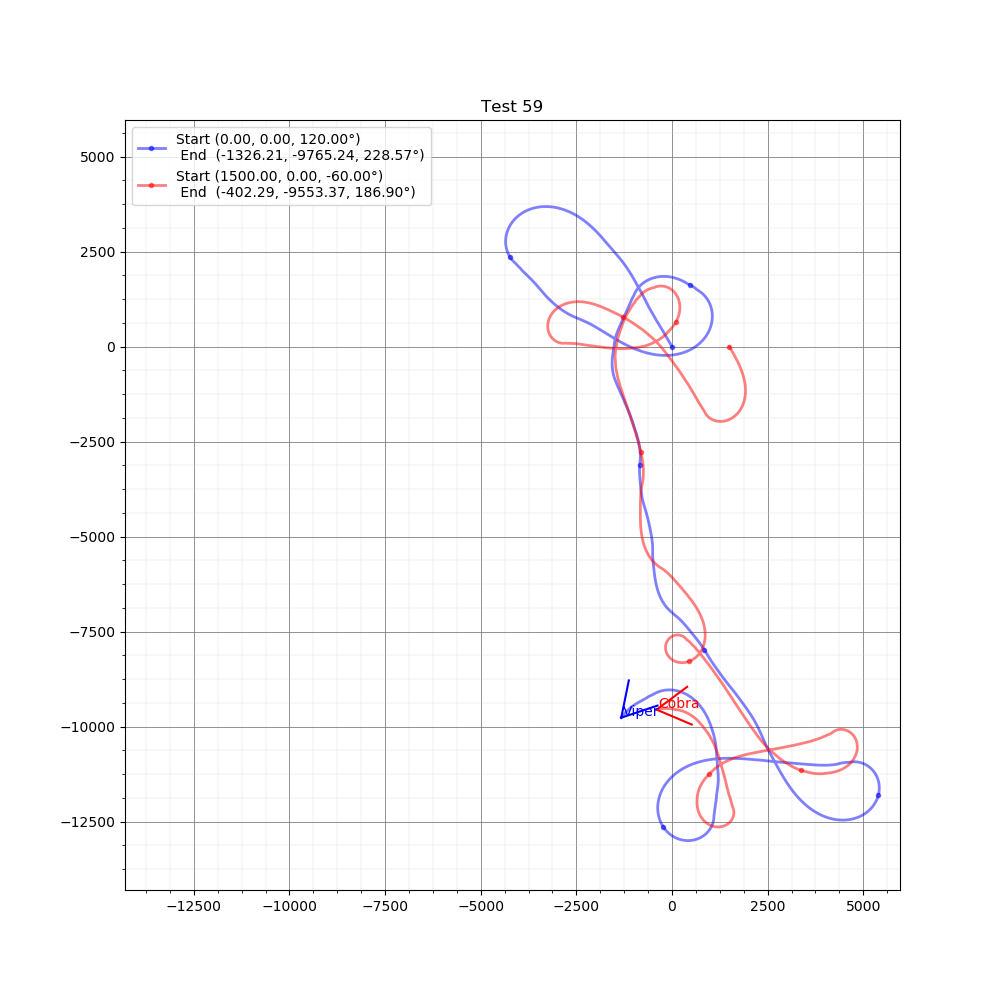 Test 59
Start (0.00, 0.00, 120.00°)
End  (-1326.21, -9765.24, 228.57°)
Start (1500.00, 0.00, -60.00°)
End  (-402.29, -9553.37, 186.90°)
5000
2500
0
−2500
−5000
−7500
−10000
−12500
Cobra
Viper
−12500 −10000 −7500 −5000 −2500 0 2500 5000